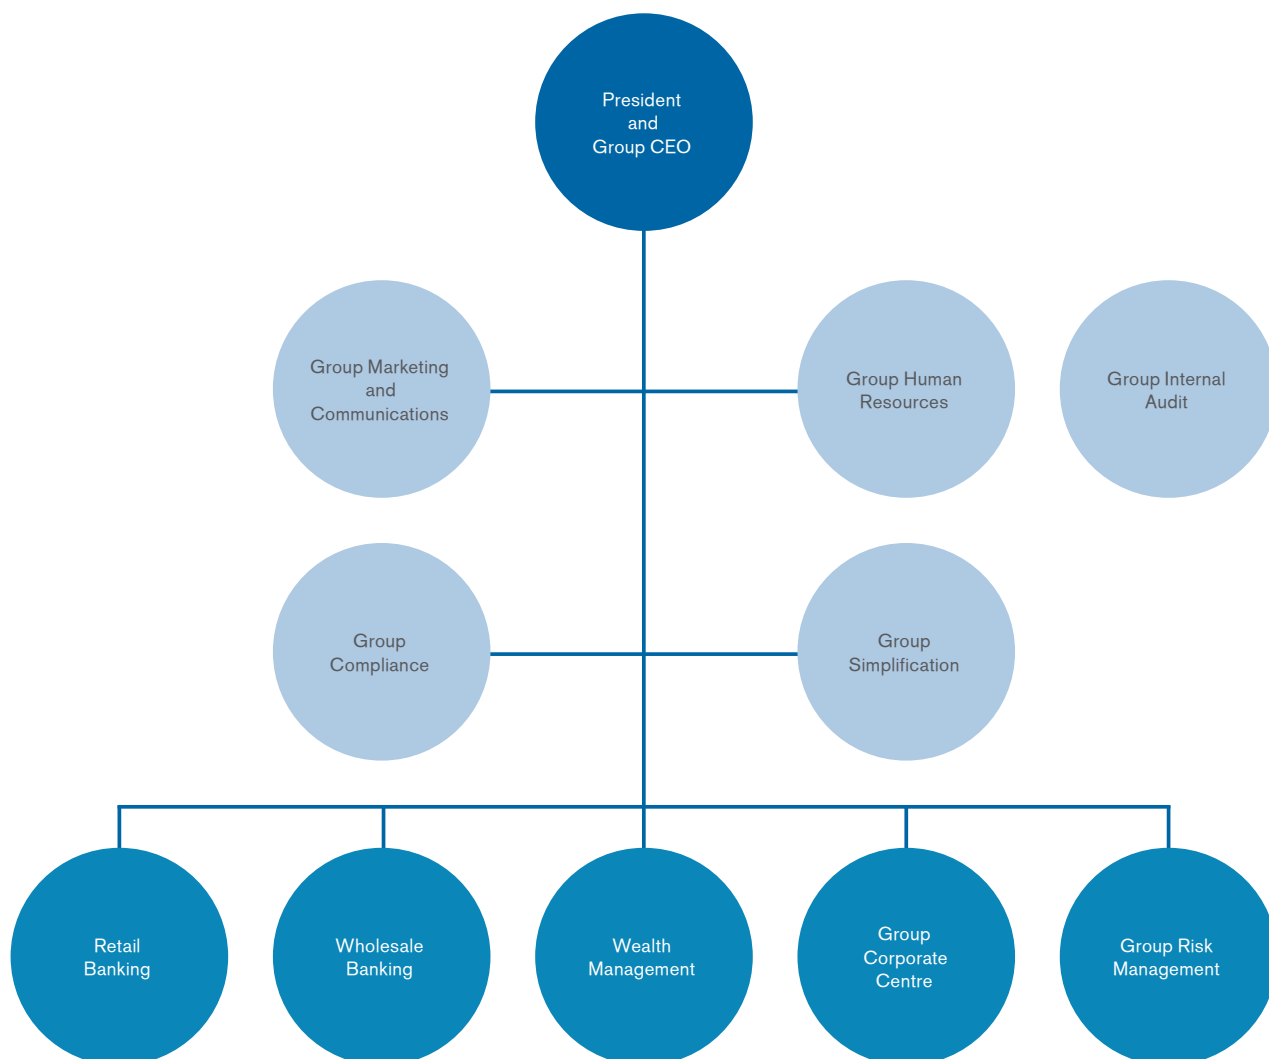 President
and
Group CEO
Group Marketing
and
Communications
Group Human
Resources
Group Internal
Audit
Group
Compliance
Group
Simplification
Retail
Banking
Wholesale
Banking
Wealth
Management
Group
Corporate
Centre
Group Risk
Management